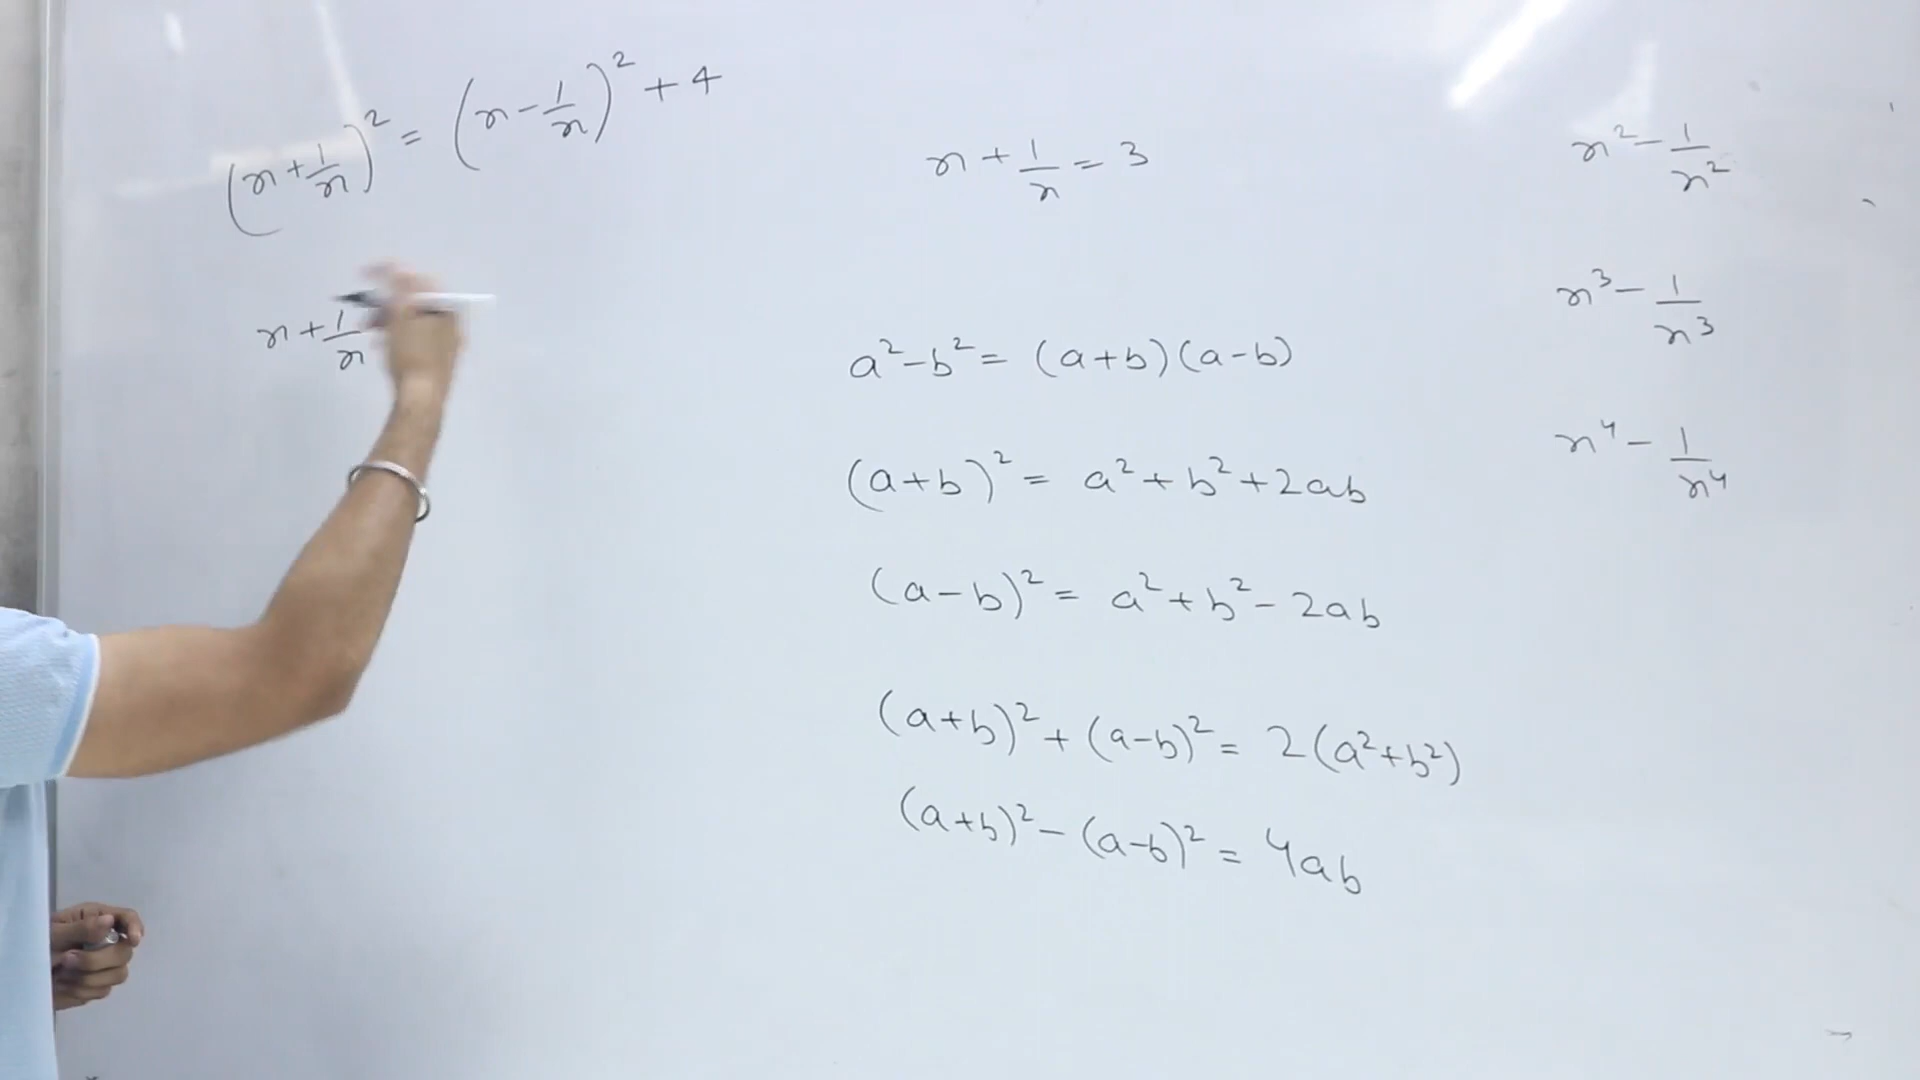 (x+1/x)² = (x-1/x)² + 4
x + 1/x
x + 1/x = 3
a²-b² = (a+b)(a-b)
(a+b)² = a²+b²+2ab
(a-b)² = a²+b²-2ab
(a+b)²+(a-b)² = 2(a²+b²)
(a+b)²-(a-b)² = 4ab
x² - 1/x²
x³ - 1/x³
x⁴ - 1/x⁴